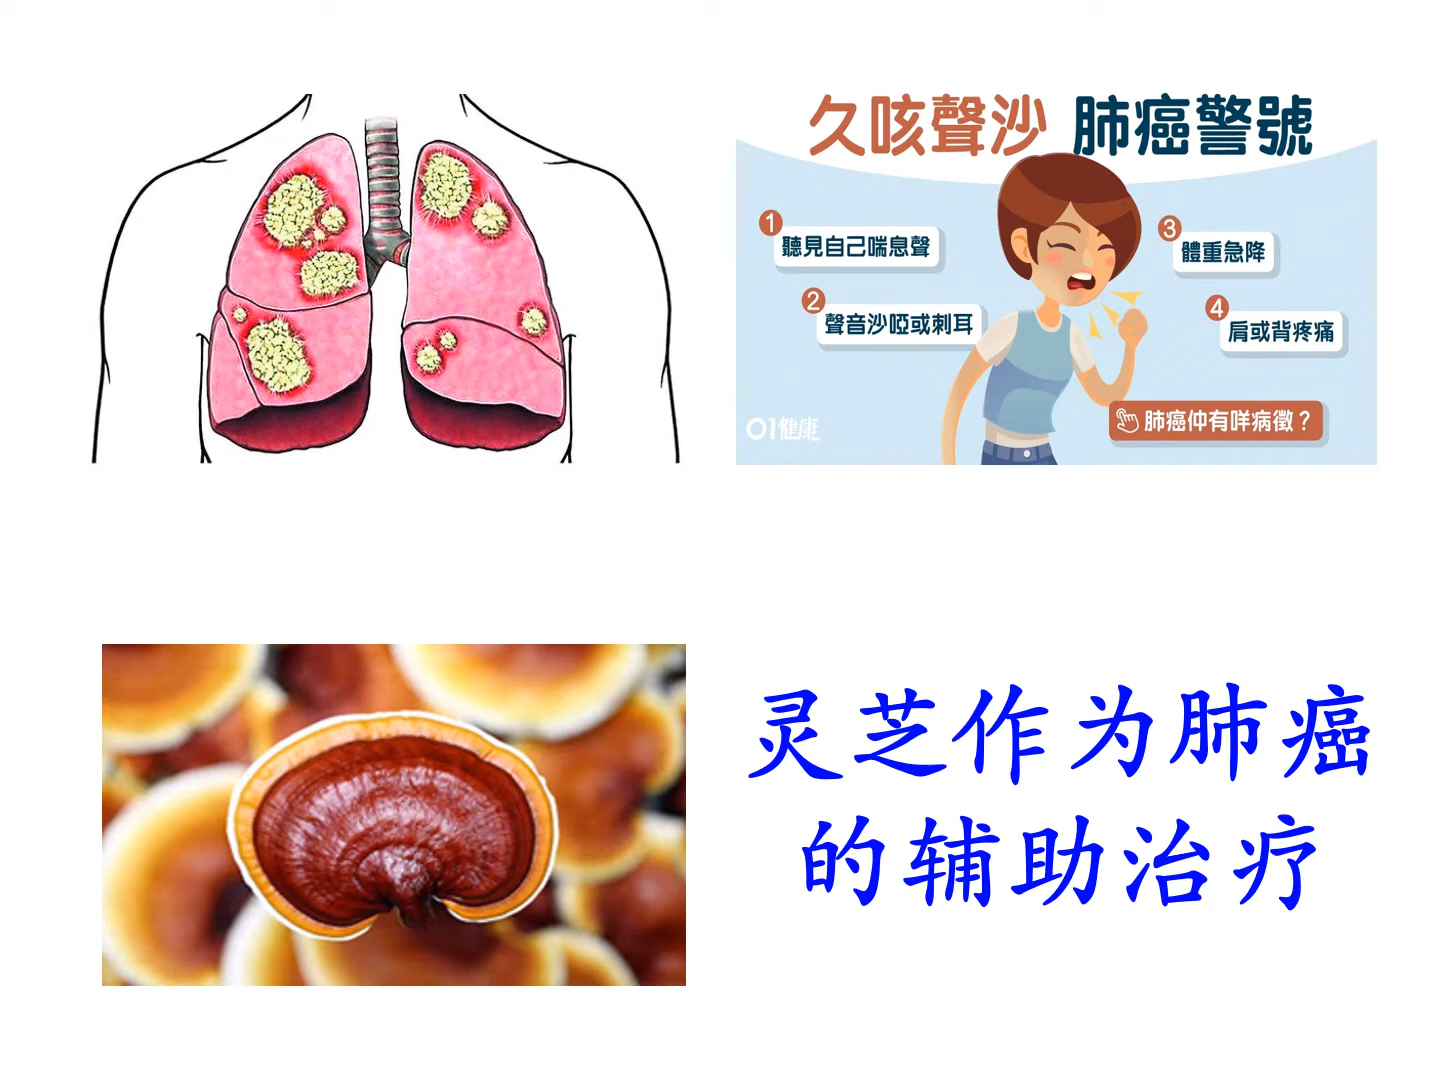 久咳聲沙 肺癌警號
1 聽見自己喘息聲
2 聲音沙啞或刺耳
3 體重急降
4 肩或背疼痛
肺癌仲有咩病徵？
01健康
灵芝作为肺癌
的辅助治疗